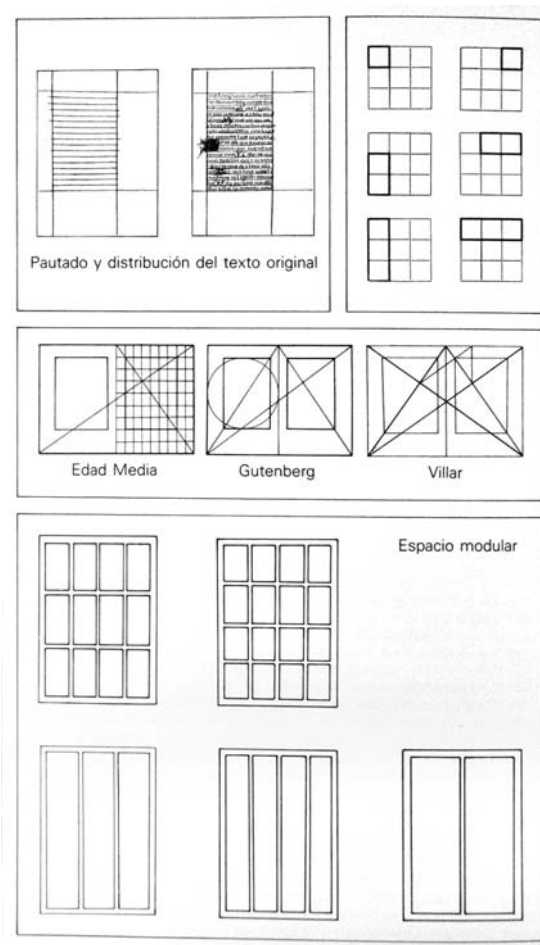 Pautado y distribución del texto original
Edad Media
Gutenberg
Villar
Espacio modular